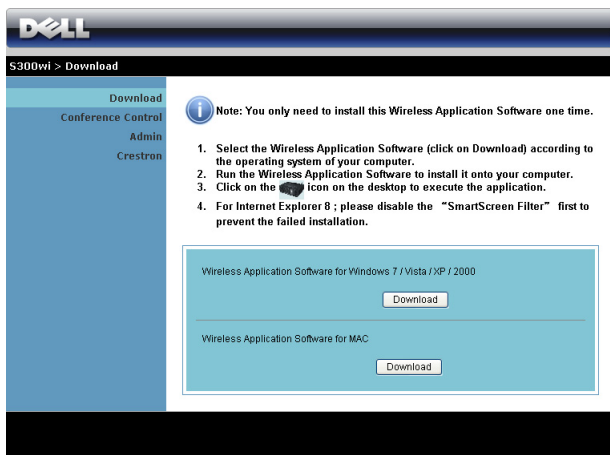 DELL
S300wi > Download
Download
Conference Control
Admin
Crestron
Note: You only need to install this Wireless Application Software one time.
1. Select the Wireless Application Software (click on Download) according to
the operating system of your computer.
2. Run the Wireless Application Software to install it onto your computer.
3. Click on the icon on the desktop to execute the application.
4. For Internet Explorer 8 ; please disable the “SmartScreen Filter” first to
prevent the failed installation.
Wireless Application Software for Windows 7 / Vista / XP / 2000
Download
Wireless Application Software for MAC
Download